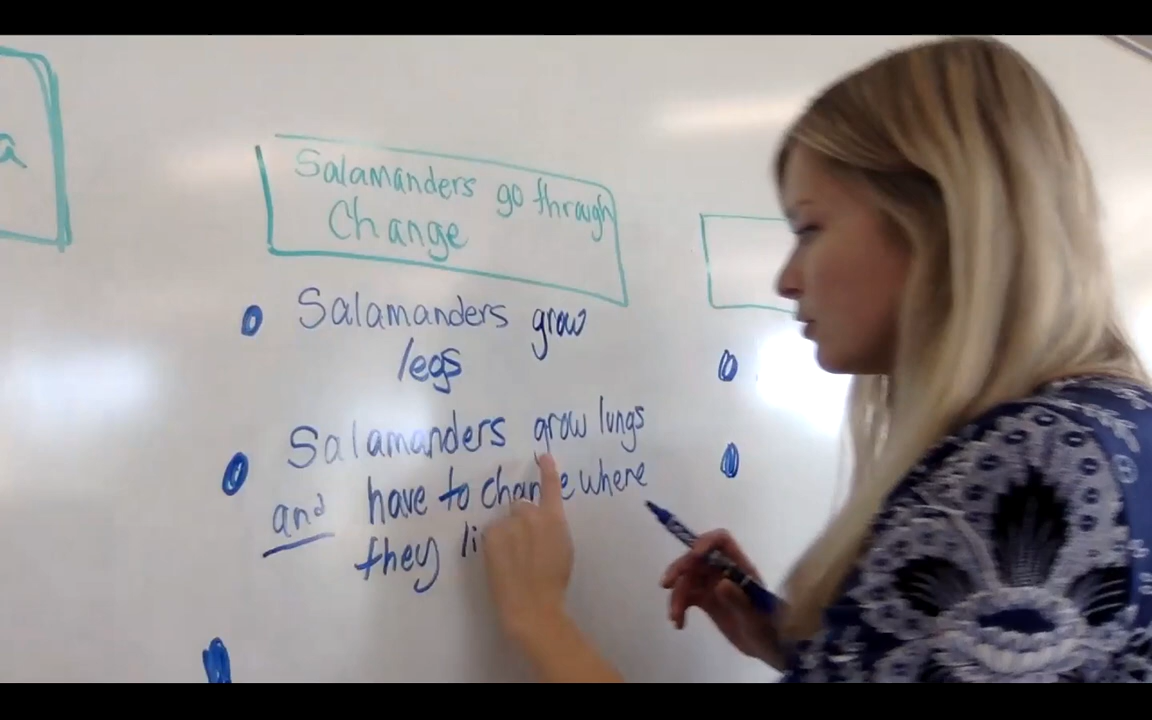 a
Salamanders go through
Change
Salamanders grow
legs
Salamanders grow lungs
and have to change where
they li